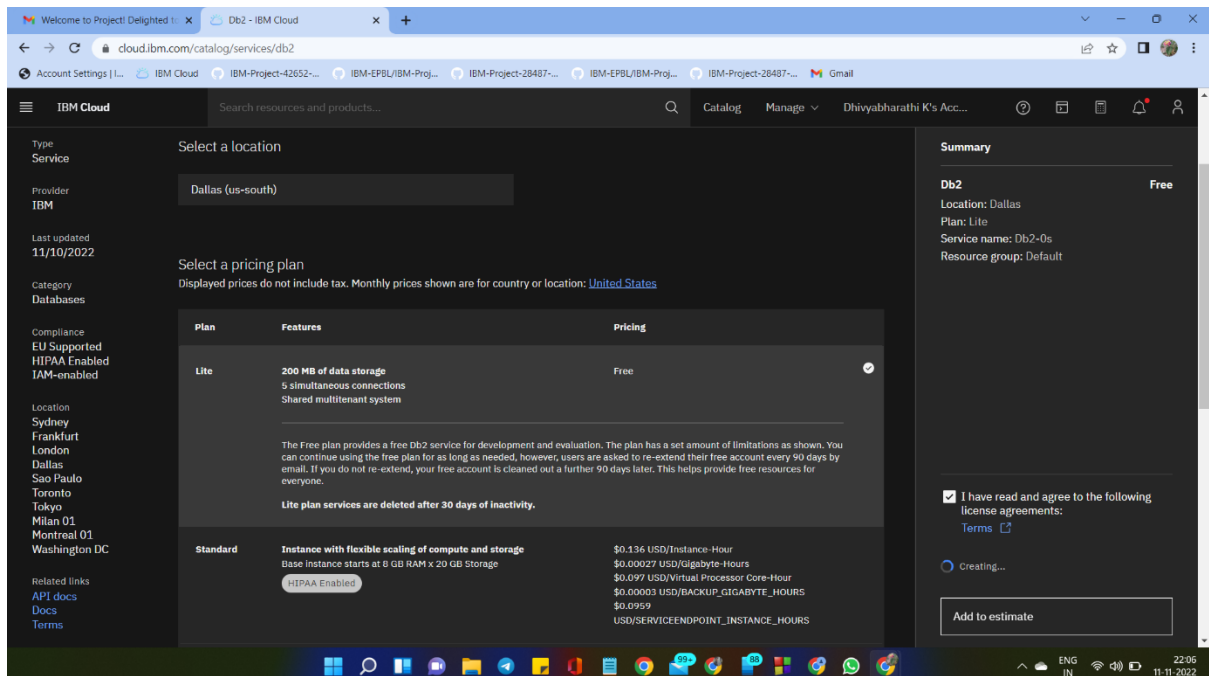 Welcome to Project! Delighted to
Db2 - IBM Cloud
cloud.ibm.com/catalog/services/db2
Account Settings | I...
IBM Cloud
IBM-Project-42652-...
IBM-EPBL/IBM-Proj...
IBM-Project-28487-...
IBM-EPBL/IBM-Proj...
IBM-Project-28487-...
Gmail
IBM Cloud
Search resources and products...
Catalog
Manage
Dhivyabharathi K's Acc...
Type
Service
Provider
IBM
Last updated
11/10/2022
Category
Databases
Compliance
EU Supported
HIPAA Enabled
IAM-enabled
Location
Sydney
Frankfurt
London
Dallas
Sao Paulo
Toronto
Tokyo
Milan 01
Montreal 01
Washington DC
Related links
API docs
Docs
Terms
Select a location
Dallas (us-south)
Select a pricing plan
Displayed prices do not include tax. Monthly prices shown are for country or location: United States
Plan Features Pricing
Lite
200 MB of data storage
5 simultaneous connections
Shared multitenant system
Free
The Free plan provides a free Db2 service for development and evaluation. The plan has a set amount of limitations as shown. You
can continue using the free plan for as long as needed, however, users are asked to re-extend their free account every 90 days by
email. If you do not re-extend, your free account is cleaned out a further 90 days later. This helps provide free resources for
everyone.
Lite plan services are deleted after 30 days of inactivity.
Standard
Instance with flexible scaling of compute and storage
Base instance starts at 8 GB RAM x 20 GB Storage
HIPAA Enabled
$0.136 USD/Instance-Hour
$0.00027 USD/Gigabyte-Hours
$0.097 USD/Virtual Processor Core-Hour
$0.00003 USD/BACKUP_GIGABYTE_HOURS
$0.0959
USD/SERVICEENDPOINT_INSTANCE_HOURS
Summary
Db2 Free
Location: Dallas
Plan: Lite
Service name: Db2-0s
Resource group: Default
I have read and agree to the following
license agreements:
Terms
Creating...
Add to estimate
99+
88
ENG
IN
22:06
11-11-2022